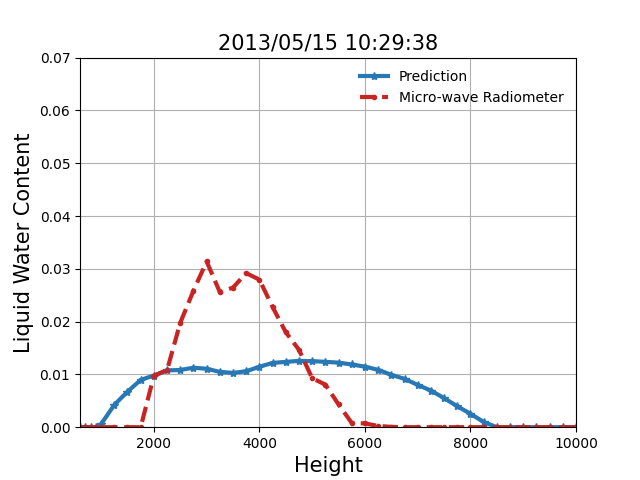 2013/05/15 10:29:38
0.07
0.06
0.05
0.04
0.03
0.02
0.01
0.00
Liquid Water Content
Prediction
Micro-wave Radiometer
2000 4000 6000 8000 10000
Height